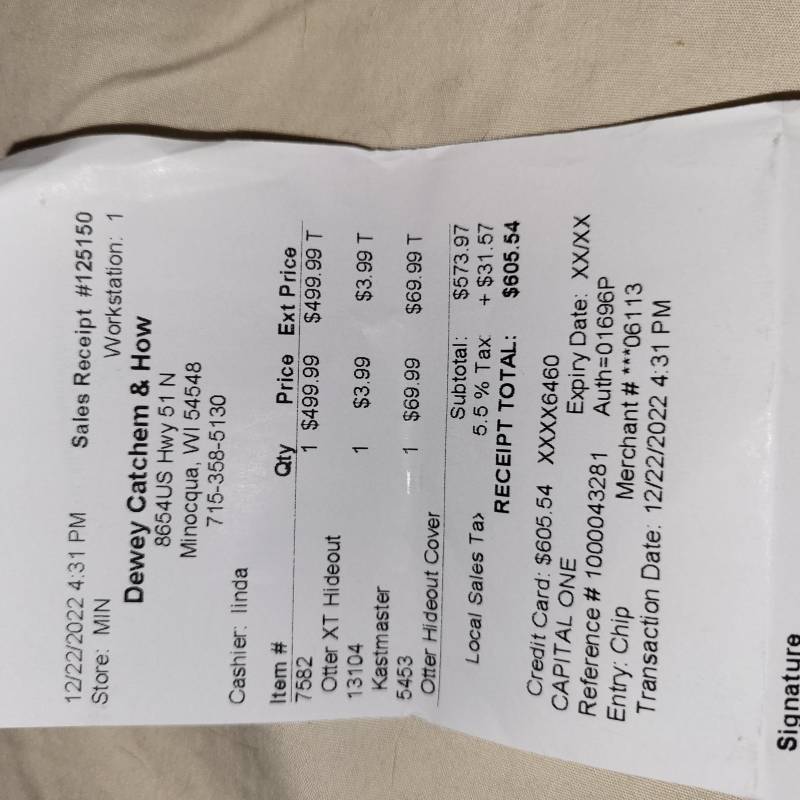 12/22/2022 4:31 PM Sales Receipt #125150
Store: MIN Workstation: 1
Dewey Catchem & How
8654US Hwy 51 N
Minocqua, WI 54548
715-358-5130
Cashier: linda
Item # Qty Price Ext Price
7582 1 $499.99 $499.99 T
Otter XT Hideout
13104 1 $3.99 $3.99 T
Kastmaster
5453 1 $69.99 $69.99 T
Otter Hideout Cover
Subtotal: $573.97
Local Sales Tax 5.5 % Tax: + $31.57
RECEIPT TOTAL: $605.54
Credit Card: $605.54 XXXX6460
CAPITAL ONE Expiry Date: XX/XX
Reference # 1000043281 Auth=01696P
Entry: Chip Merchant # ***06113
Transaction Date: 12/22/2022 4:31 PM
Signature